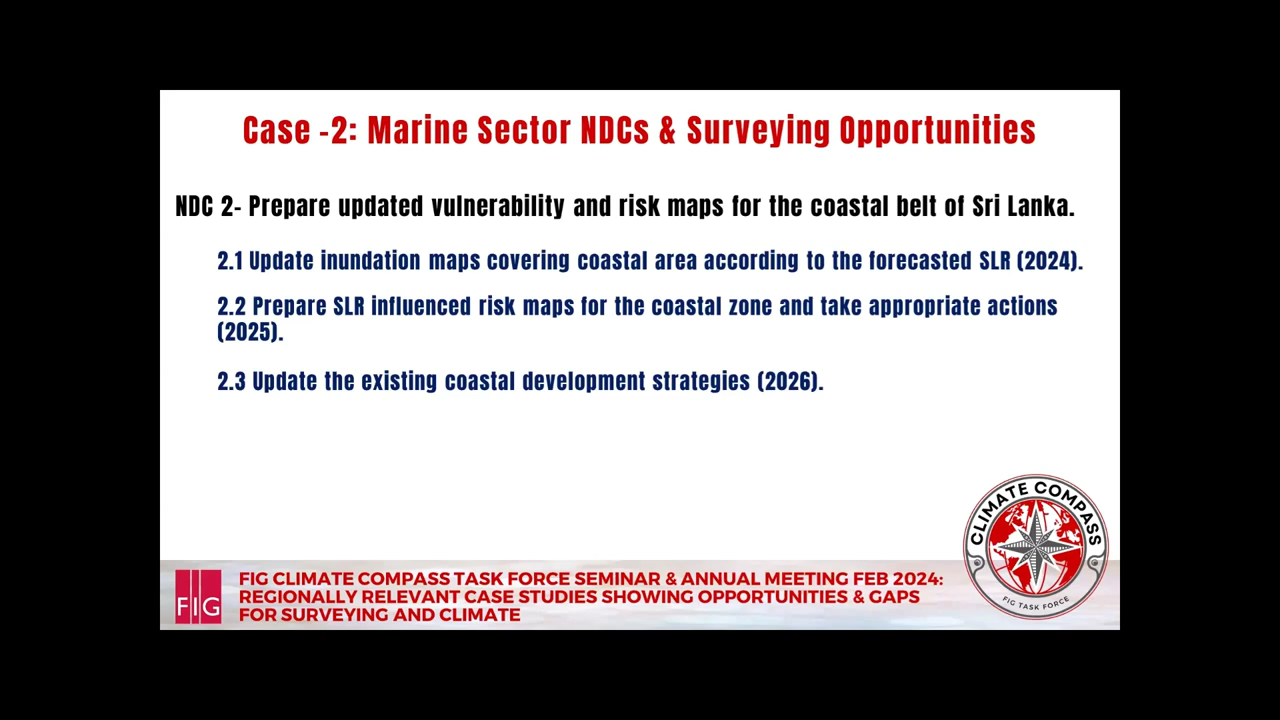 Case -2: Marine Sector NDCs & Surveying Opportunities
NDC 2- Prepare updated vulnerability and risk maps for the coastal belt of Sri Lanka.
2.1 Update inundation maps covering coastal area according to the forecasted SLR (2024).
2.2 Prepare SLR influenced risk maps for the coastal zone and take appropriate actions
(2025).
2.3 Update the existing coastal development strategies (2026).
CLIMATE COMPASS
FIG TASK FORCE
FIG
FIG CLIMATE COMPASS TASK FORCE SEMINAR & ANNUAL MEETING FEB 2024:
REGIONALLY RELEVANT CASE STUDIES SHOWING OPPORTUNITIES & GAPS
FOR SURVEYING AND CLIMATE